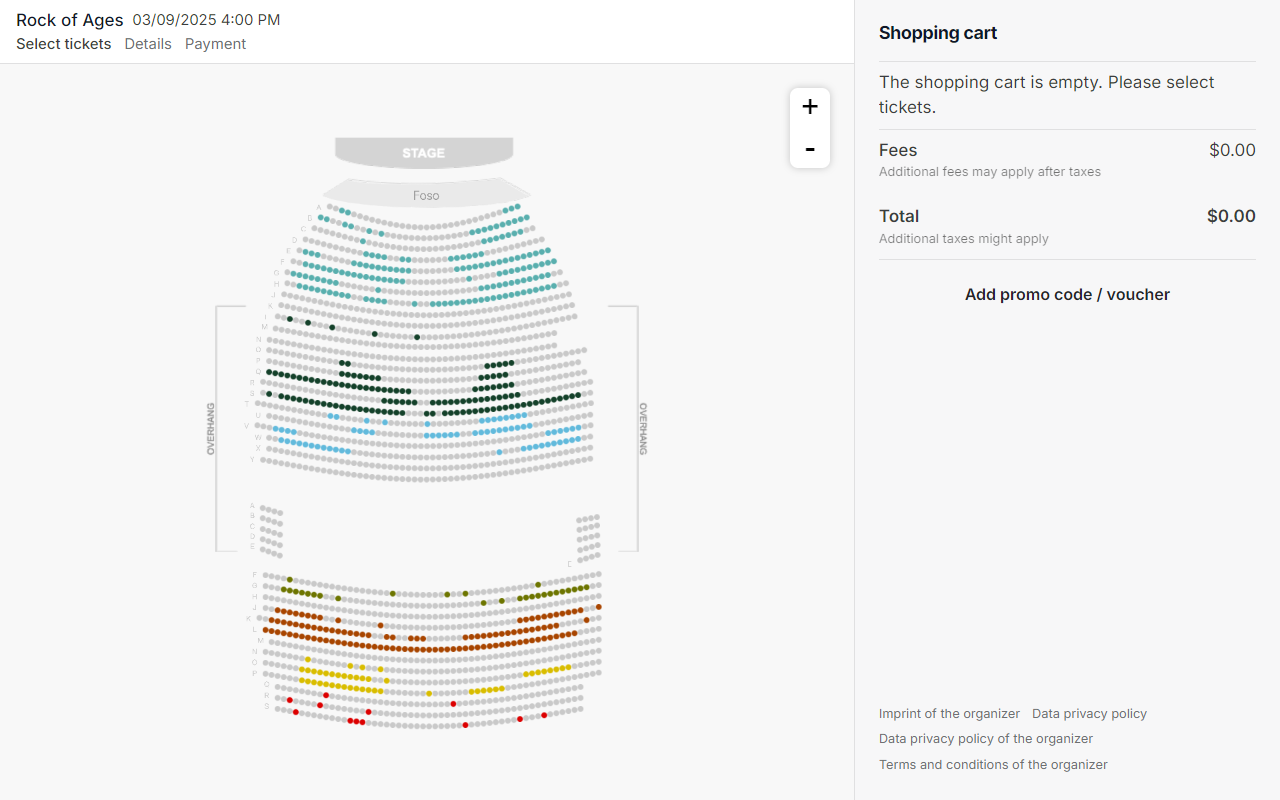 Rock of Ages 03/09/2025 4:00 PM
Select tickets Details Payment
+
-
STAGE
Foso
OVERHANG
OVERHANG
Shopping cart
The shopping cart is empty. Please select
tickets.
Fees $0.00
Additional fees may apply after taxes
Total $0.00
Additional taxes might apply
Add promo code / voucher
Imprint of the organizer Data privacy policy
Data privacy policy of the organizer
Terms and conditions of the organizer